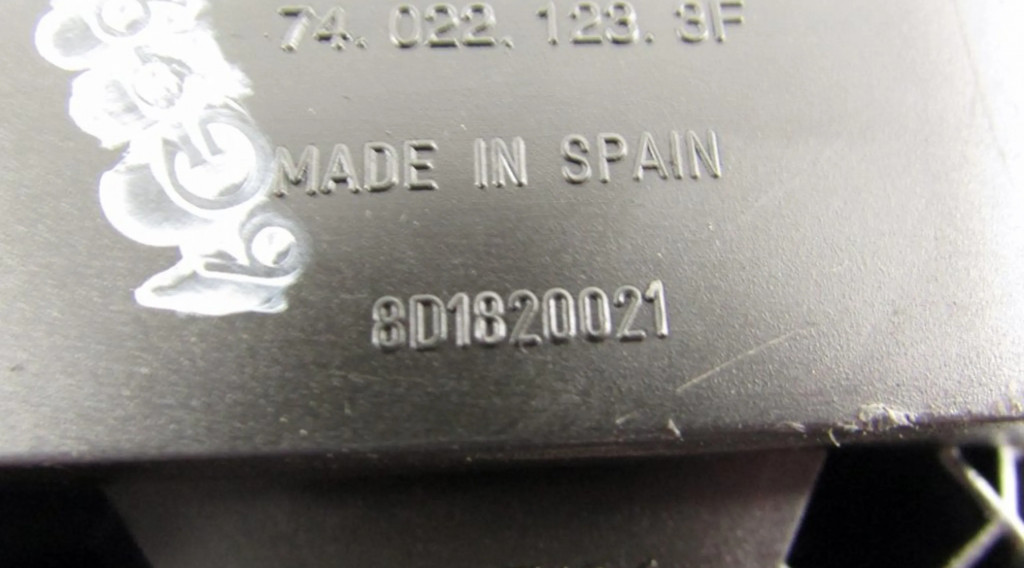 74. 022. 123. 3F
MADE IN SPAIN
8D1820021